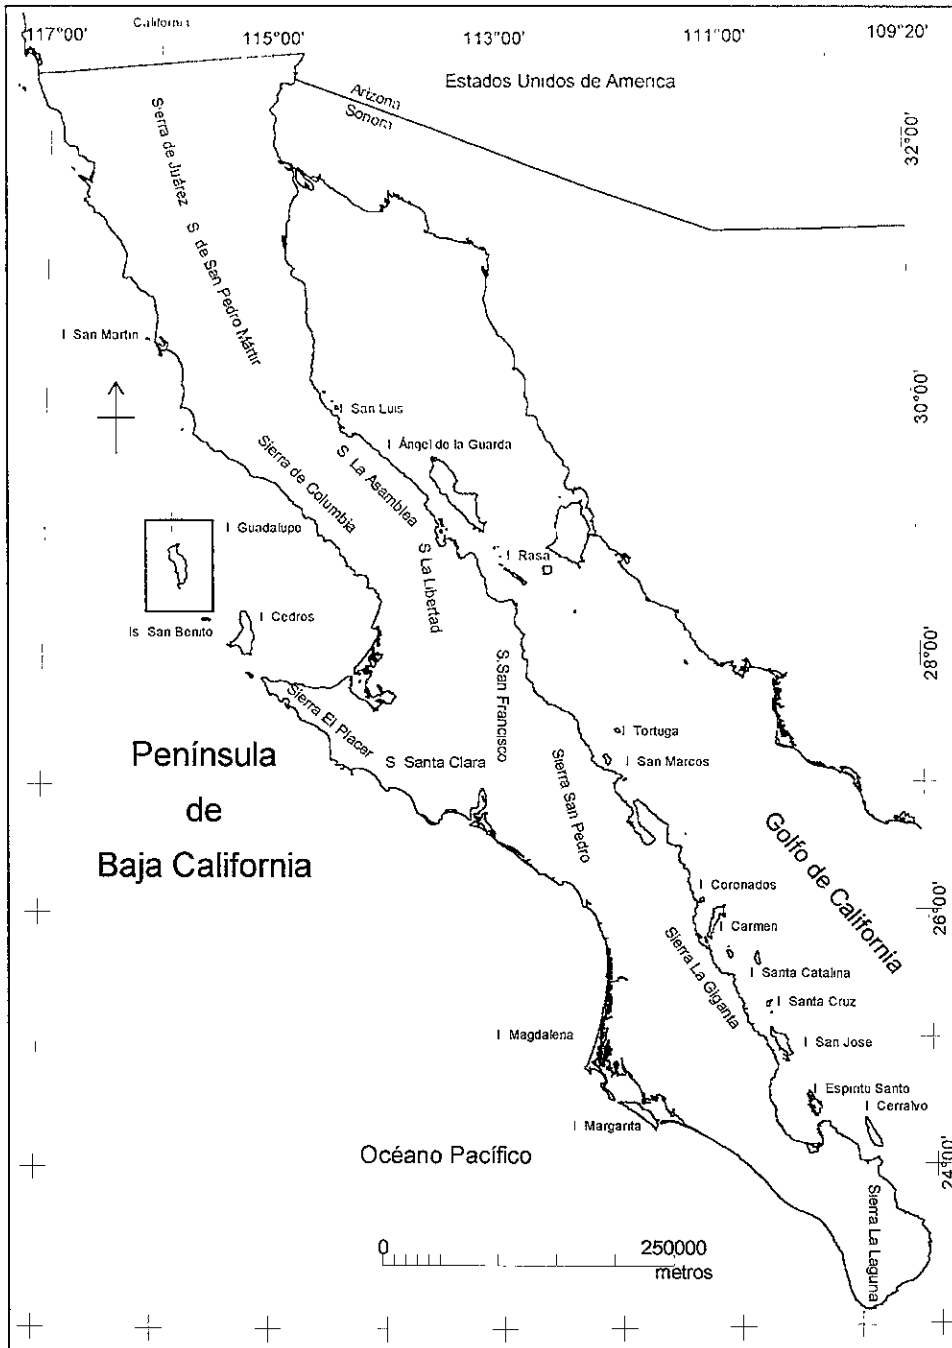 California
117°00'
115°00'
113°00'
111°00'
109°20'
Estados Unidos de America
Arizona
Sonora
32°00'
Sierra de Juárez
S de San Pedro Mártir
I San Martin
30°00'
I San Luis
I Ángel de la Guarda
S La Asamblea
Sierra de Columbia
I Guadalupo
I Rasa
S La Libertad
Is San Benito
I Cedros
28°00'
S.San Francisco
Sierra El Placer
I Tortuga
S Santa Clara
I San Marcos
Península
de
Baja California
Sierra San Pedro
Golfo de California
I Coronados
26°00'
I Carmen
Sierra La Giganta
I Santa Catalina
I Santa Cruz
I Magdalena
I San Jose
I Espiritu Santo
I Cerralvo
I Margarita
Océano Pacífico
24°00'
Sierra La Laguna
0 250000
metros